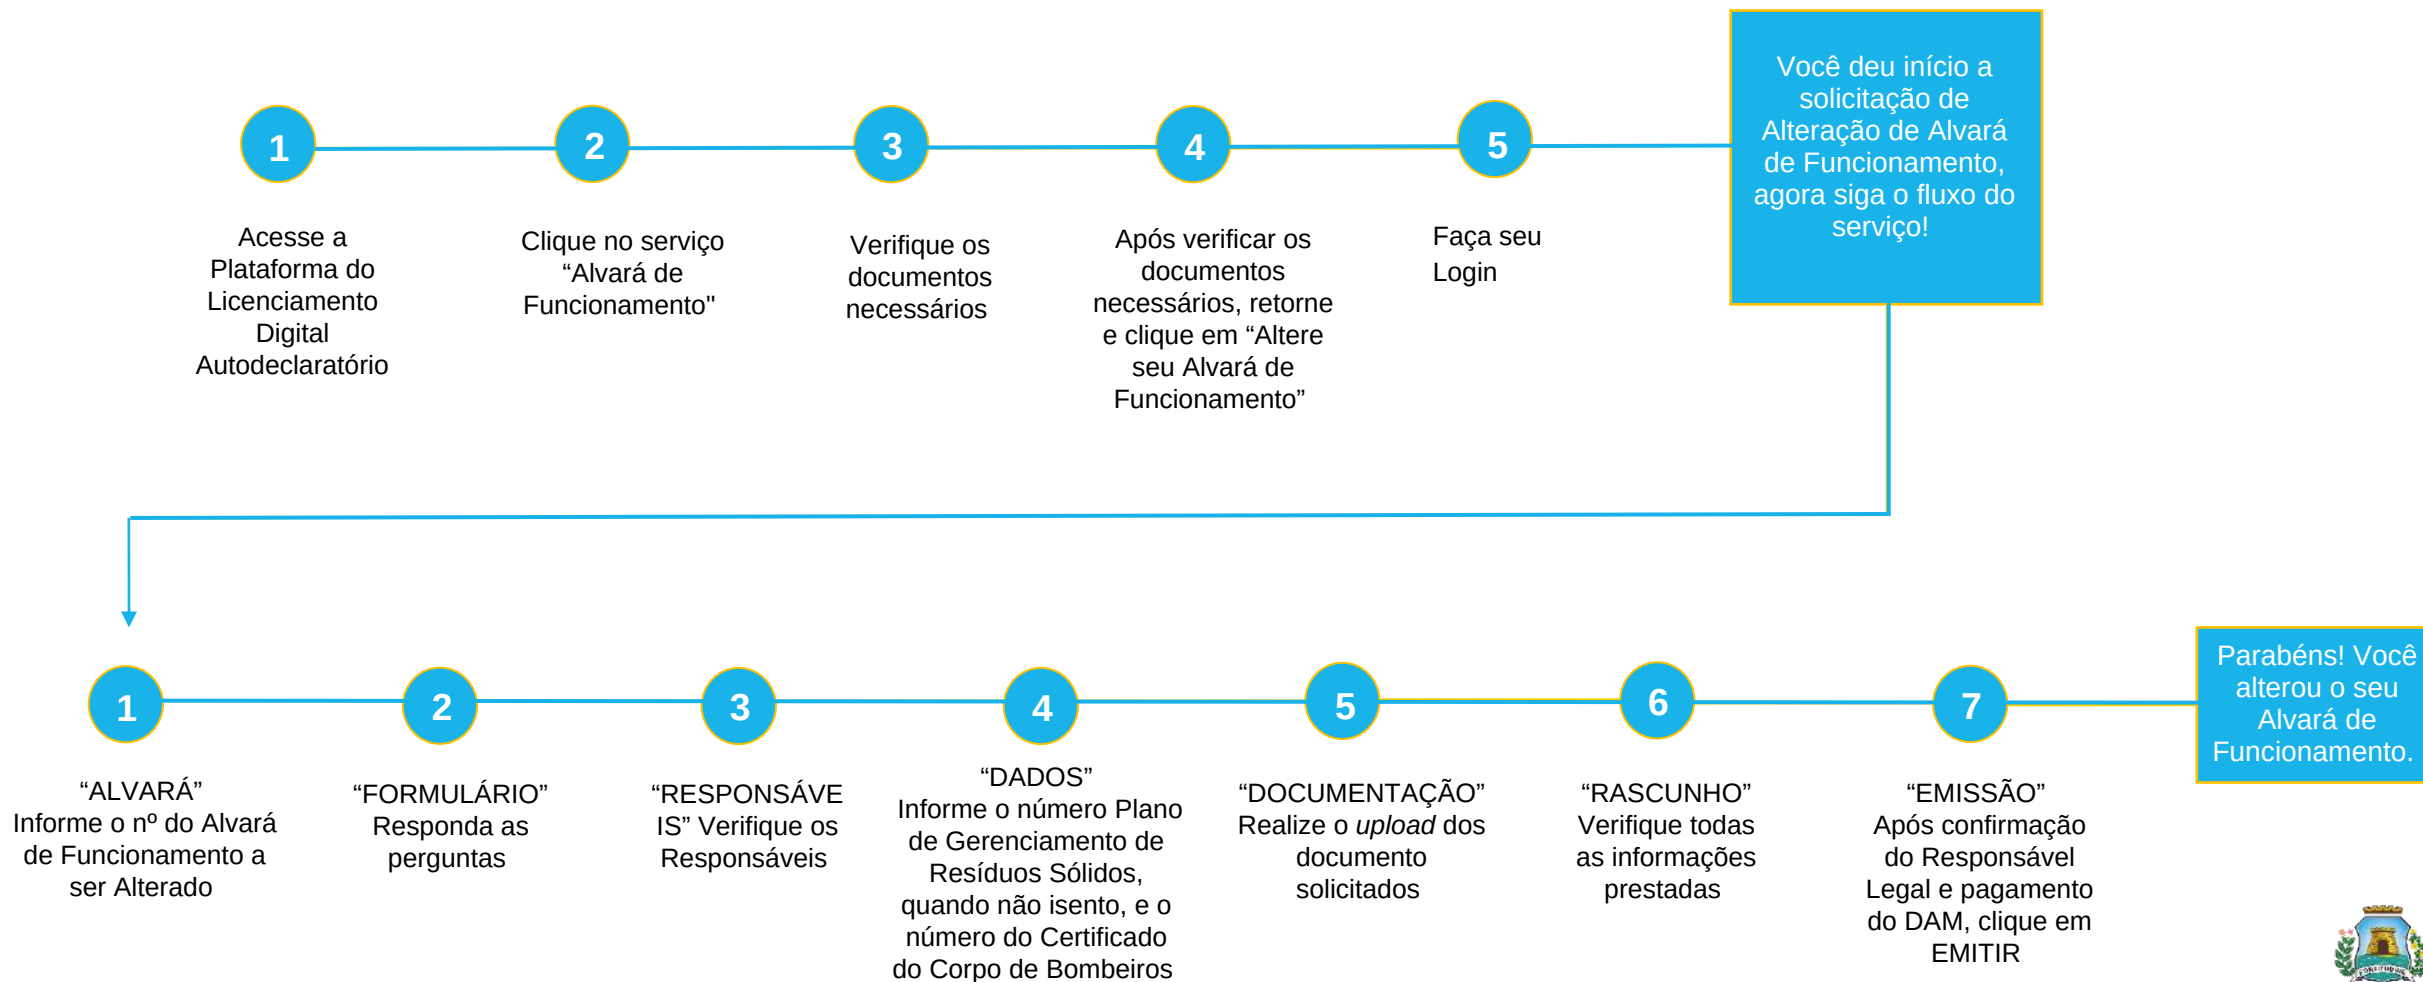 1
Acesse a
Plataforma do
Licenciamento
Digital
Autodeclaratório
2
Clique no serviço
“Alvará de
Funcionamento"
3
Verifique os
documentos
necessários
4
Após verificar os
documentos
necessários, retorne
e clique em “Altere
seu Alvará de
Funcionamento”
5
Faça seu
Login
Você deu início a
solicitação de
Alteração de Alvará
de Funcionamento,
agora siga o fluxo do
serviço!
1
“ALVARÁ”
Informe o nº do Alvará
de Funcionamento a
ser Alterado
2
“FORMULÁRIO”
Responda as
perguntas
3
“RESPONSÁVE
IS” Verifique os
Responsáveis
4
“DADOS”
Informe o número Plano
de Gerenciamento de
Resíduos Sólidos,
quando não isento, e o
número do Certificado
do Corpo de Bombeiros
5
“DOCUMENTAÇÃO”
Realize o upload dos
documento
solicitados
6
“RASCUNHO”
Verifique todas
as informações
prestadas
7
“EMISSÃO”
Após confirmação
do Responsável
Legal e pagamento
do DAM, clique em
EMITIR
Parabéns! Você
alterou o seu
Alvará de
Funcionamento.